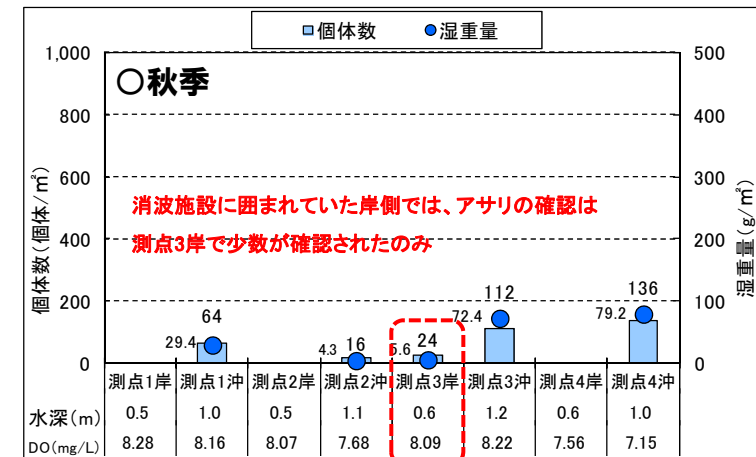 個体数 湿重量
○秋季
個体数(個体/㎡)
1,000
800
600
400
200
0
湿重量(g/㎡)
500
400
300
200
100
0
消波施設に囲まれていた岸側では、アサリの確認は
測点3岸で少数が確認されたのみ
29.4 64
4.3 16
5.6 24
72.4 112
79.2 136
測点1岸 測点1沖 測点2岸 測点2沖 測点3岸 測点3沖 測点4岸 測点4沖
水深(m) 0.5 1.0 0.5 1.1 0.6 1.2 0.6 1.0
DO(mg/L) 8.28 8.16 8.07 7.68 8.09 8.22 7.56 7.15